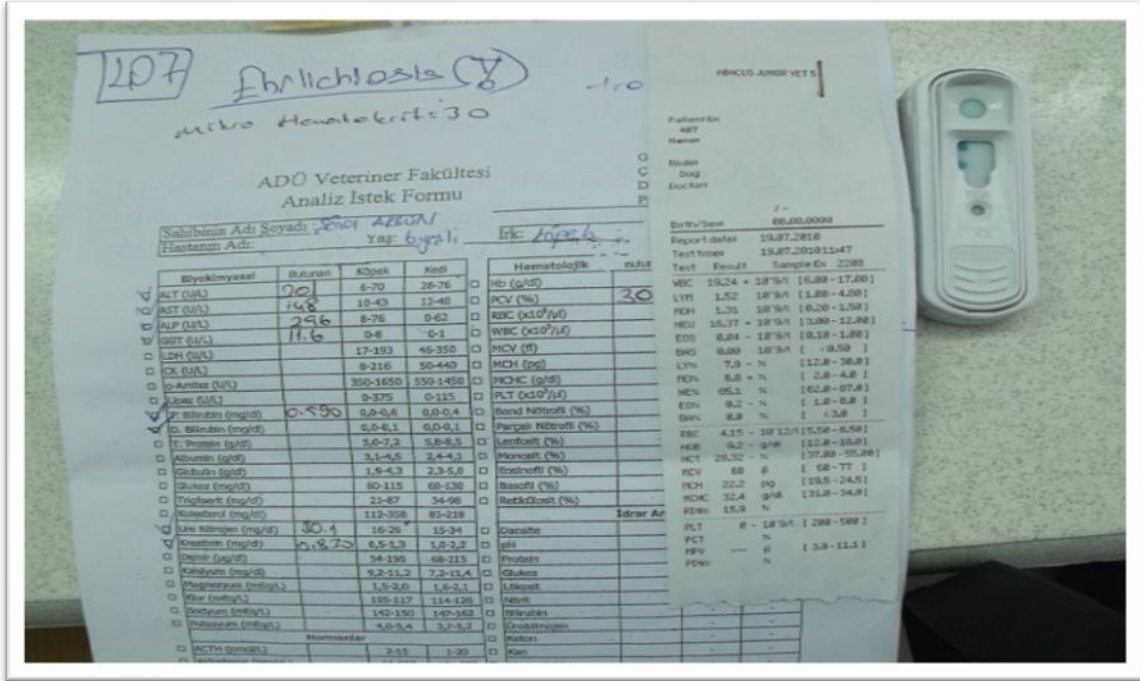 407
Ehrlichiosis
Mikro Hematokrit: 30
ADÜ Veteriner Fakültesi
Analiz İstek Formu
Sahibinin Adı Soyadı:
Hastanın Adı: Yaş: 6 yaşlı Irk: Köpek
Biyokimyasal Bulunan Köpek Kedi Hematolojik
ALT (U/L) 201 6-70 28-76 Hb (g/dl)
AST (U/L) 148 10-43 12-40 PCV (%) 30
ALP (U/L) 296 8-76 0-62 RBC (x10⁶/µl)
GGT (U/L) 11.6 0-8 0-1 WBC (x10³/µl)
LDH (U/L) 17-193 46-350 MCV (fl)
CK (U/L) 8-216 50-440 MCH (pg)
α-Amilaz (U/L) 350-1650 550-1450 MCHC (g/dl)
Lipaz (U/L) 0-375 0-125 PLT (x10³/µl)
T. Bilirubin (mg/dl) 0.590 0,0-0,6 0,0-0,4 Band Nötrofil (%)
D. Bilirubin (mg/dl) 0,0-0,1 0,0-0,1 Parçalı Nötrofil (%)
T. Protein (g/dl) 5,0-7,2 5,8-8,5 Lenfosit (%)
Albumin (g/dl) 3,1-4,5 2,4-4,1 Monosit (%)
Globulin (g/dl) 1,9-4,3 2,3-5,0 Eosinofil (%)
Glukoz (mg/dl) 60-115 60-130 Basofil (%)
Trigliserit (mg/dl) 21-87 34-98 Retikülosit (%)
Kolesterol (mg/dl) 112-358 82-218
Üre Nitrojen (mg/dl) 30.1 16-26 15-34 Dansite
Kreatinin (mg/dl) 0.830 0,5-1,3 1,0-2,2 pH
Demir (µg/dl) 94-195 68-215 Protein
Kalsiyum (mg/dl) 9,2-11,2 7,2-11,4 Glukoz
Magnezyum (mEq/L) 1,5-2,0 1,6-2,1 Lökosit
Klor (mEq/L) 105-117 114-126 Nitrit
Sodyum (mEq/L) 142-150 147-162 Bilirubin
Potasyum (mEq/L) 4,0-5,4 3,7-5,2 Ürobilinojen
Hormonlar Keton
ACTH (pmol/L) 2-15 1-20 Kan
İdrar
ABACUS JUNIOR VET 5
Patient ID:
407
Name:
Dog
Doctor:
Birth/Sex 00.00.0000
Report date: 19.07.2010
Test time: 19.07.2010 11:47
Test Result Sample ID: 2208
WBC 19.24 + 10^9/l [6.00-17.00]
LYM 1.52 10^9/l [1.00-4.80]
MON 1.31 10^9/l [0.20-1.50]
NEU 16.37 + 10^9/l [3.00-12.00]
EOS 0.04 - 10^9/l [0.10-1.00]
BAS 0.00 10^9/l [ <0.50 ]
LY% 7.9 - % [12.0-30.0]
MO% 6.8 + % [ 2.0-4.0 ]
NE% 85.1 % [62.0-87.0]
EO% 0.2 - % [ 1.0-8.0 ]
BA% 0.0 % [ <3.0 ]
RBC 4.15 - 10^12/l [5.50-8.50]
HGB 9.2 - g/dl [12.0-18.0]
HCT 28.32 - % [37.00-55.00]
MCV 68 fl [ 60-77 ]
MCH 22.2 pg [19.5-24.5]
MCHC 32.4 g/dl [31.0-34.0]
RDWc 15.9 %
PLT 0 - 10^9/l [ 200-500 ]
PCT %
MPV --- fl [ 3.9-11.1 ]
PDWc %